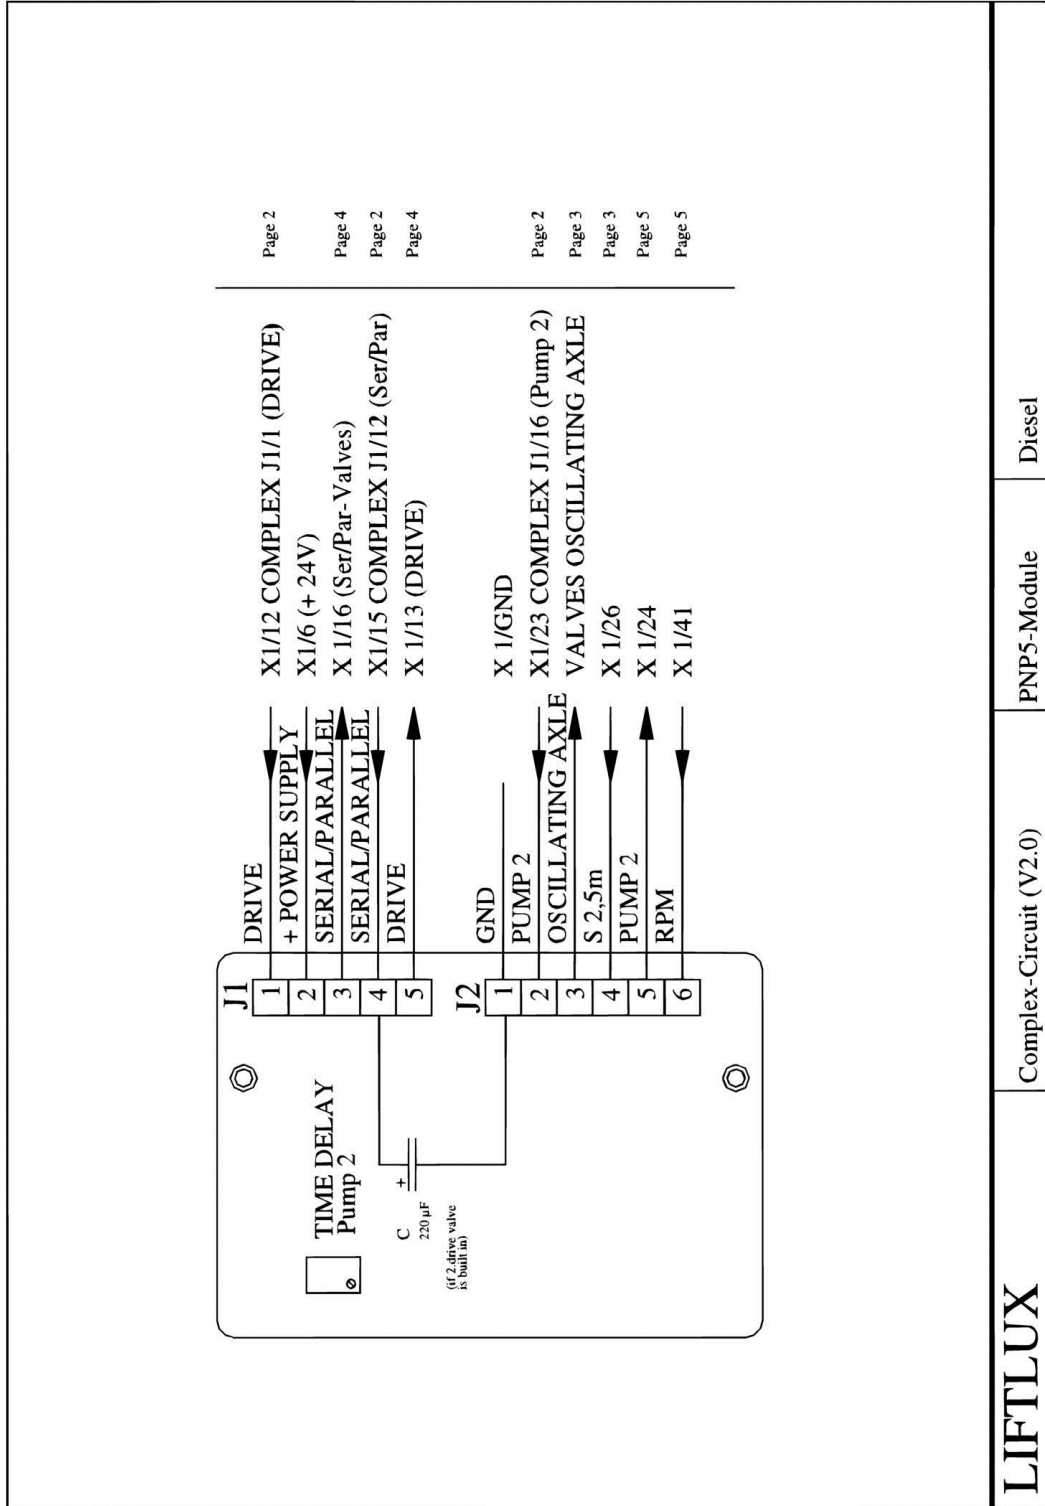 J1
1 DRIVE X1/12 COMPLEX J1/1 (DRIVE) Page 2
2 + POWER SUPPLY X1/6 (+ 24V)
3 SERIAL/PARALLEL X 1/16 (Ser/Par-Valves) Page 4
4 SERIAL/PARALLEL X1/15 COMPLEX J1/12 (Ser/Par) Page 2
5 DRIVE X 1/13 (DRIVE) Page 4
TIME DELAY
Pump 2
+
C
220 µF
(if 2.drive valve
is built in)
J2
1 GND X 1/GND
2 PUMP 2 X1/23 COMPLEX J1/16 (Pump 2) Page 2
3 OSCILLATING AXLE VALVES OSCILLATING AXLE Page 3
4 S 2,5m X 1/26 Page 3
5 PUMP 2 X 1/24 Page 5
6 RPM X 1/41 Page 5
LIFTLUX Complex-Circuit (V2.0) PNP5-Module Diesel